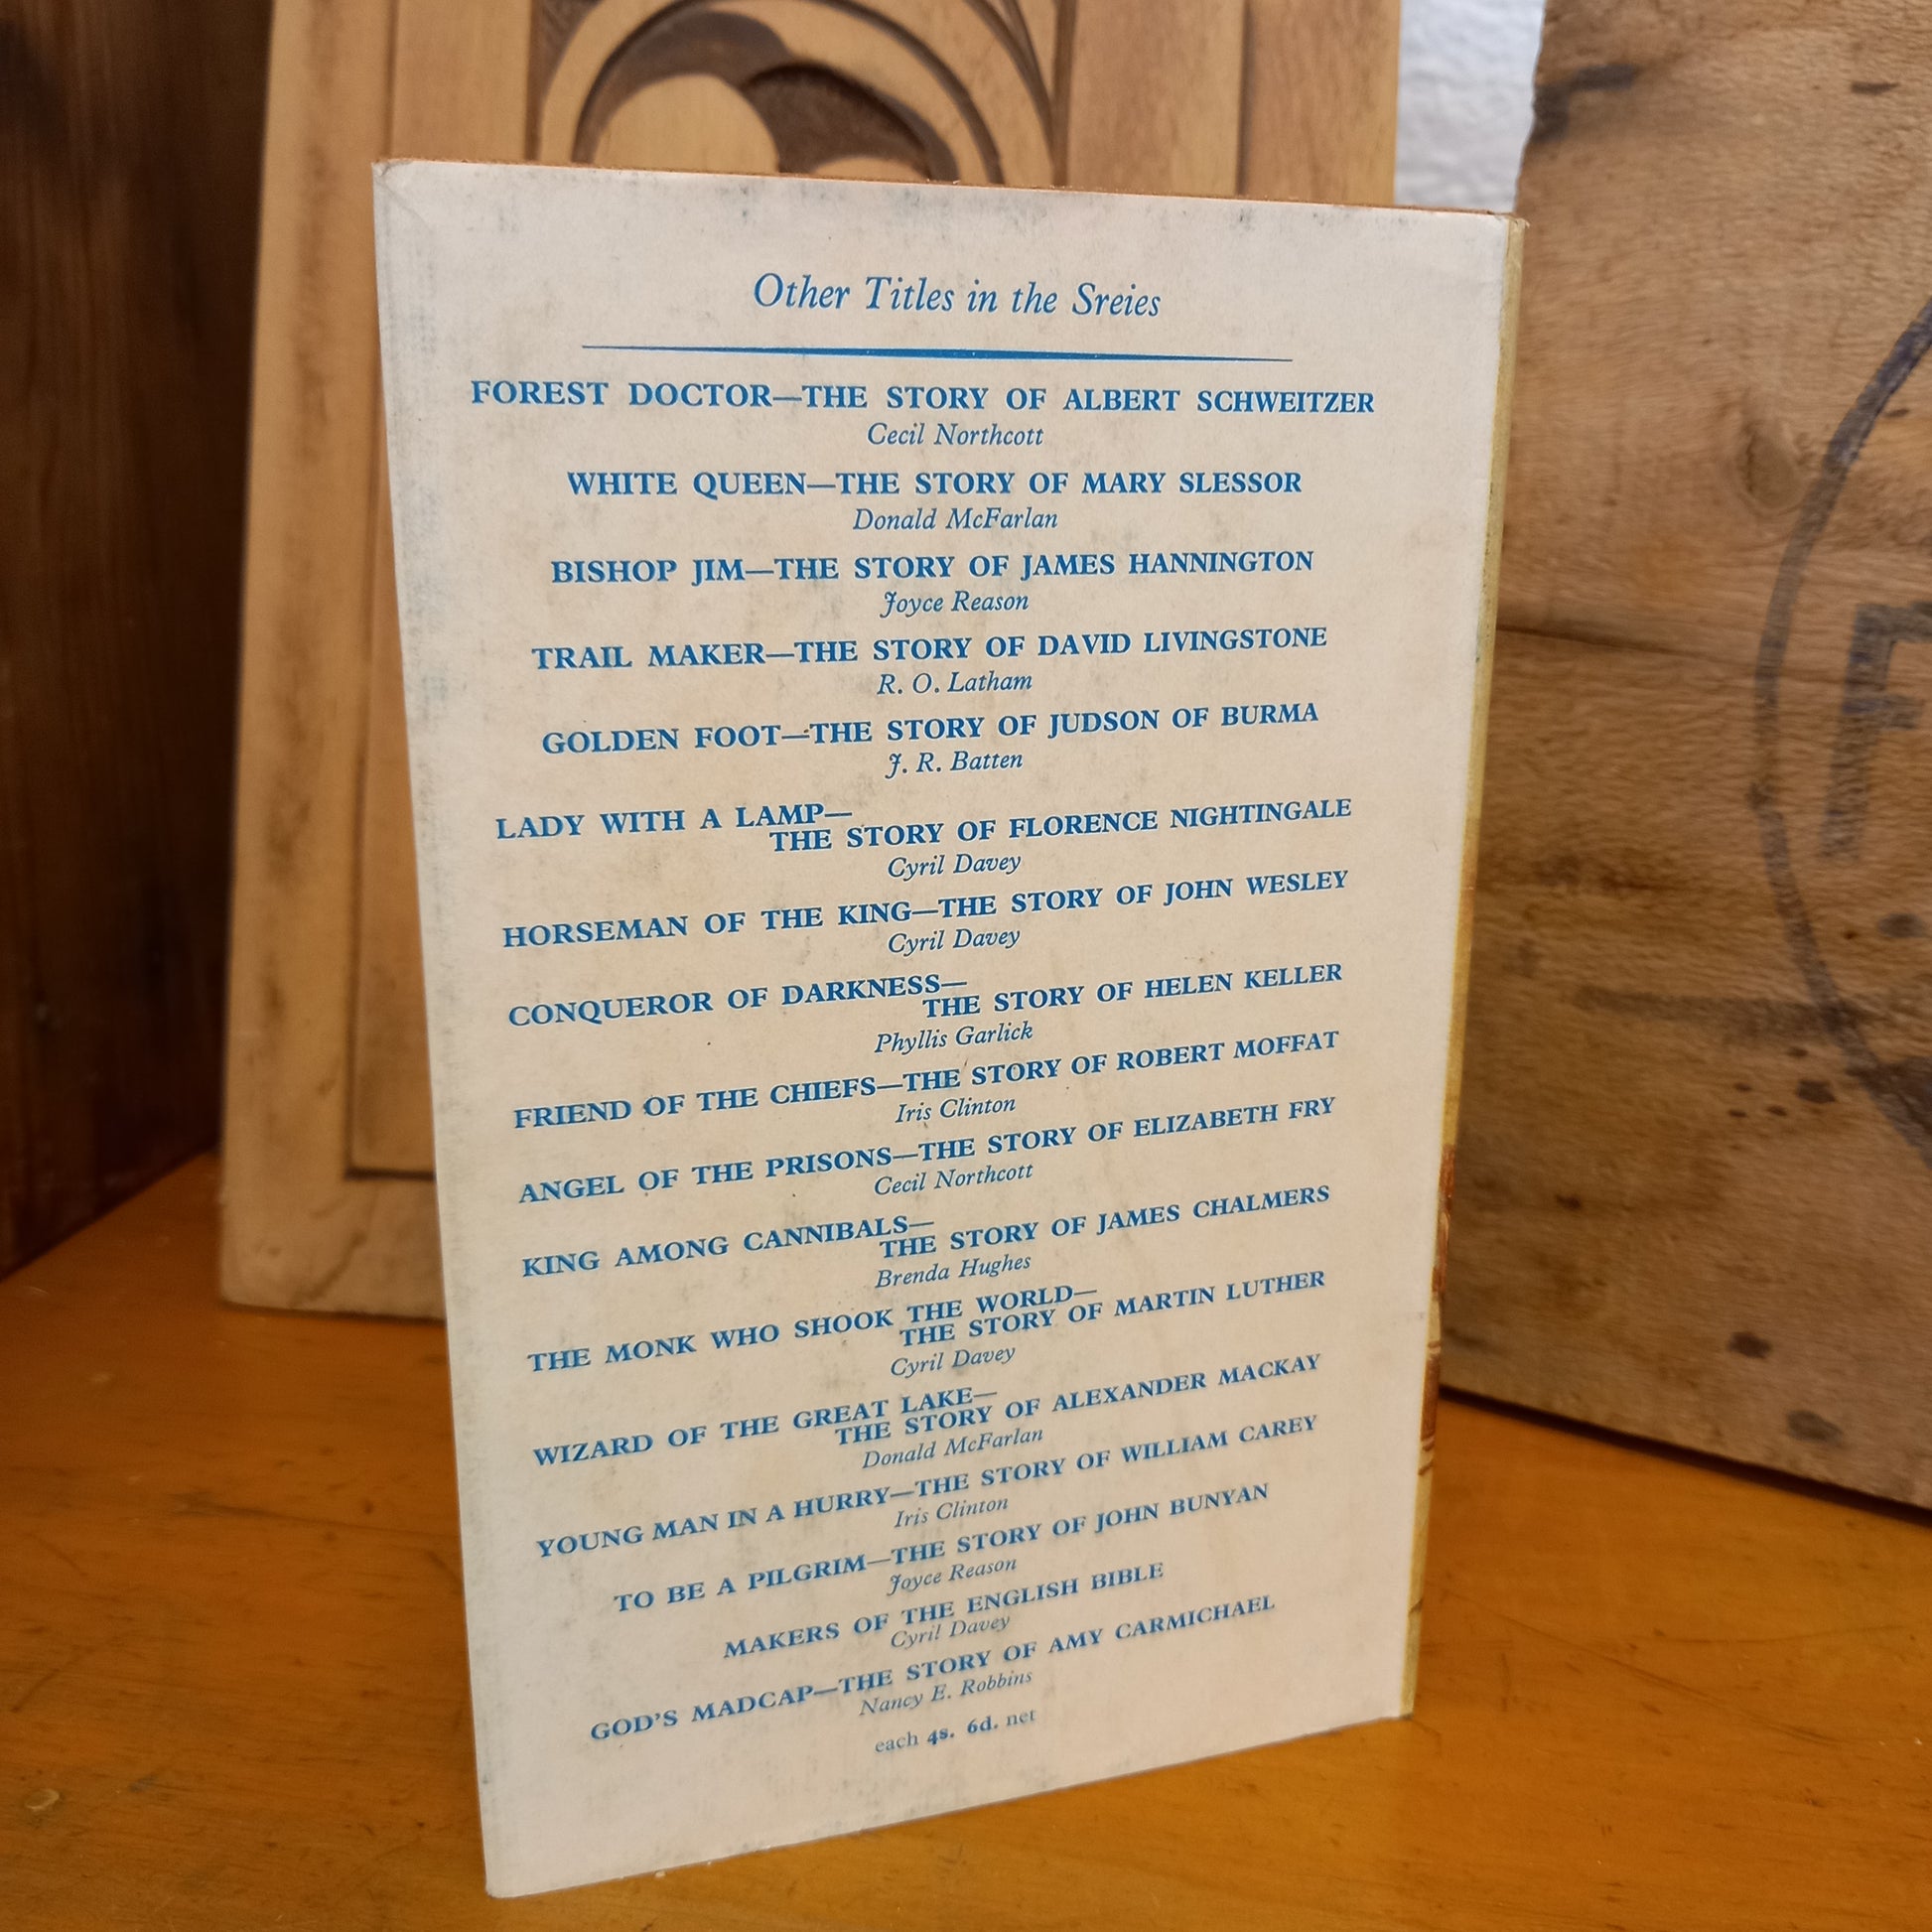 Other Titles in the Sreies
FOREST DOCTOR—THE STORY OF ALBERT SCHWEITZER
Cecil Northcott
WHITE QUEEN—THE STORY OF MARY SLESSOR
Donald McFarlan
BISHOP JIM—THE STORY OF JAMES HANNINGTON
Joyce Reason
TRAIL MAKER—THE STORY OF DAVID LIVINGSTONE
R. O. Latham
GOLDEN FOOT—THE STORY OF JUDSON OF BURMA
J. R. Batten
LADY WITH A LAMP—
THE STORY OF FLORENCE NIGHTINGALE
Cyril Davey
HORSEMAN OF THE KING—THE STORY OF JOHN WESLEY
Cyril Davey
CONQUEROR OF DARKNESS—
THE STORY OF HELEN KELLER
Phyllis Garlick
FRIEND OF THE CHIEFS—THE STORY OF ROBERT MOFFAT
Iris Clinton
ANGEL OF THE PRISONS—THE STORY OF ELIZABETH FRY
Cecil Northcott
KING AMONG CANNIBALS—
THE STORY OF JAMES CHALMERS
Brenda Hughes
THE MONK WHO SHOOK THE WORLD—
THE STORY OF MARTIN LUTHER
Cyril Davey
WIZARD OF THE GREAT LAKE—
THE STORY OF ALEXANDER MACKAY
Donald McFarlan
YOUNG MAN IN A HURRY—THE STORY OF WILLIAM CAREY
Iris Clinton
TO BE A PILGRIM—THE STORY OF JOHN BUNYAN
Joyce Reason
MAKERS OF THE ENGLISH BIBLE
Cyril Davey
GOD'S MADCAP—THE STORY OF AMY CARMICHAEL
Nancy E. Robbins
each 4s. 6d. net